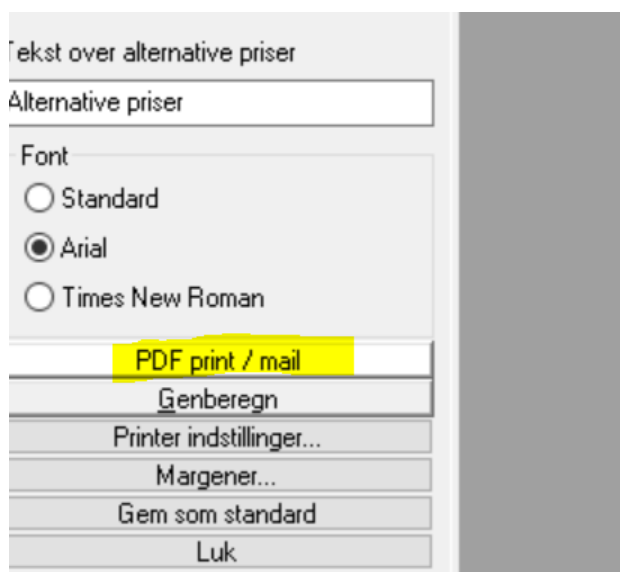 Tekst over alternative priser
Alternative priser
Font
Standard
Arial
Times New Roman
PDF print / mail
Genberegn
Printer indstillinger...
Margener...
Gem som standard
Luk